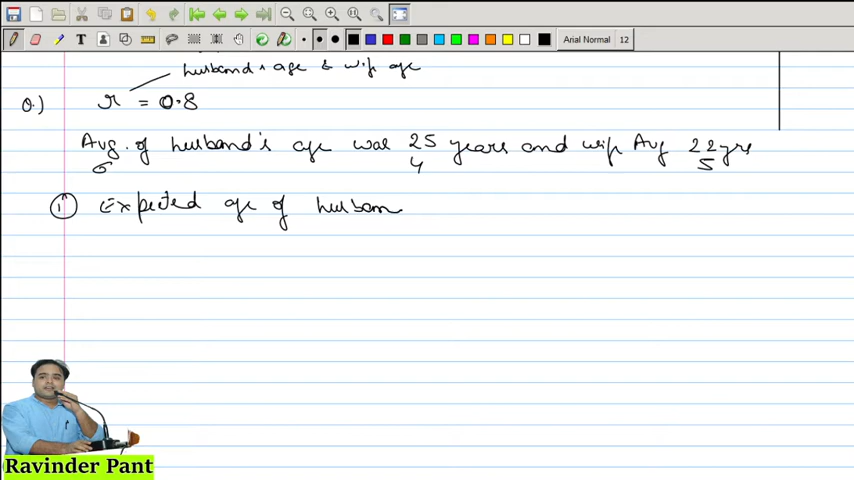 Arial Normal 12
husband's age & wife age
Q.) r = 0.8
Avg. of husband's age was 25 years and wife Avg 22 yrs
σ 4 5
① Expected age of husban
Ravinder Pant